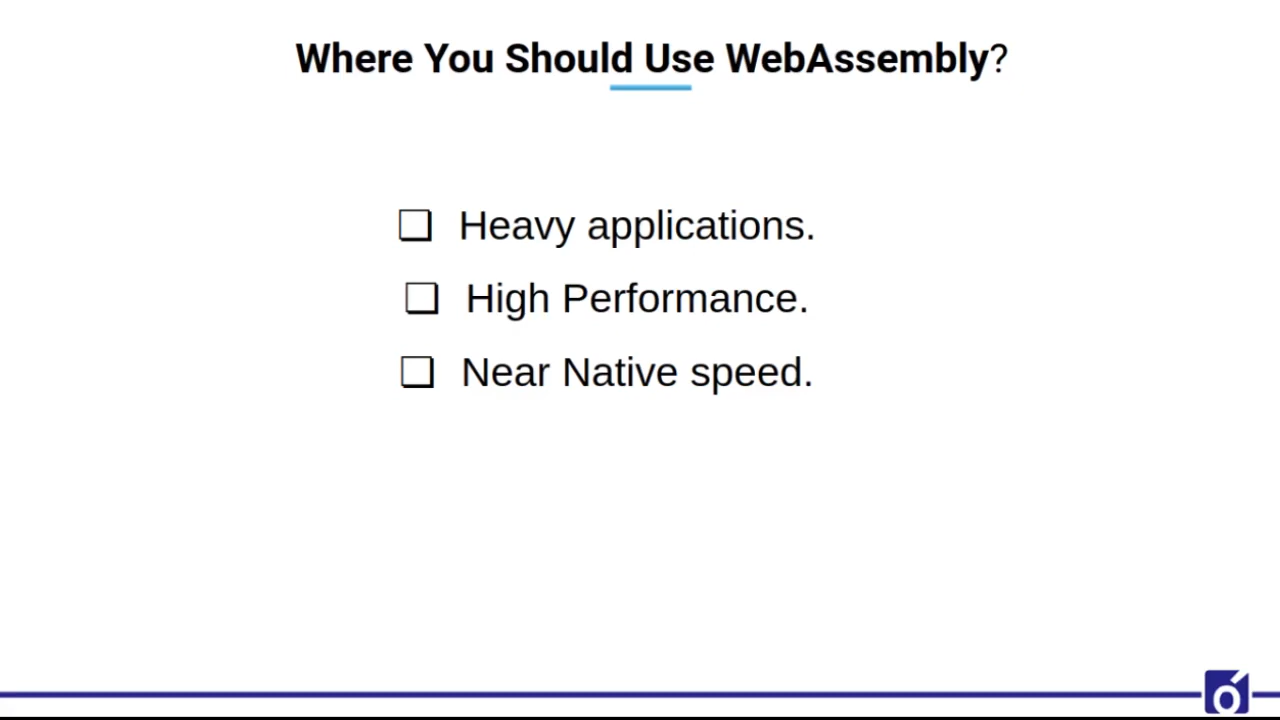 Where You Should Use WebAssembly?
❏ Heavy applications.
❏ High Performance.
❏ Near Native speed.